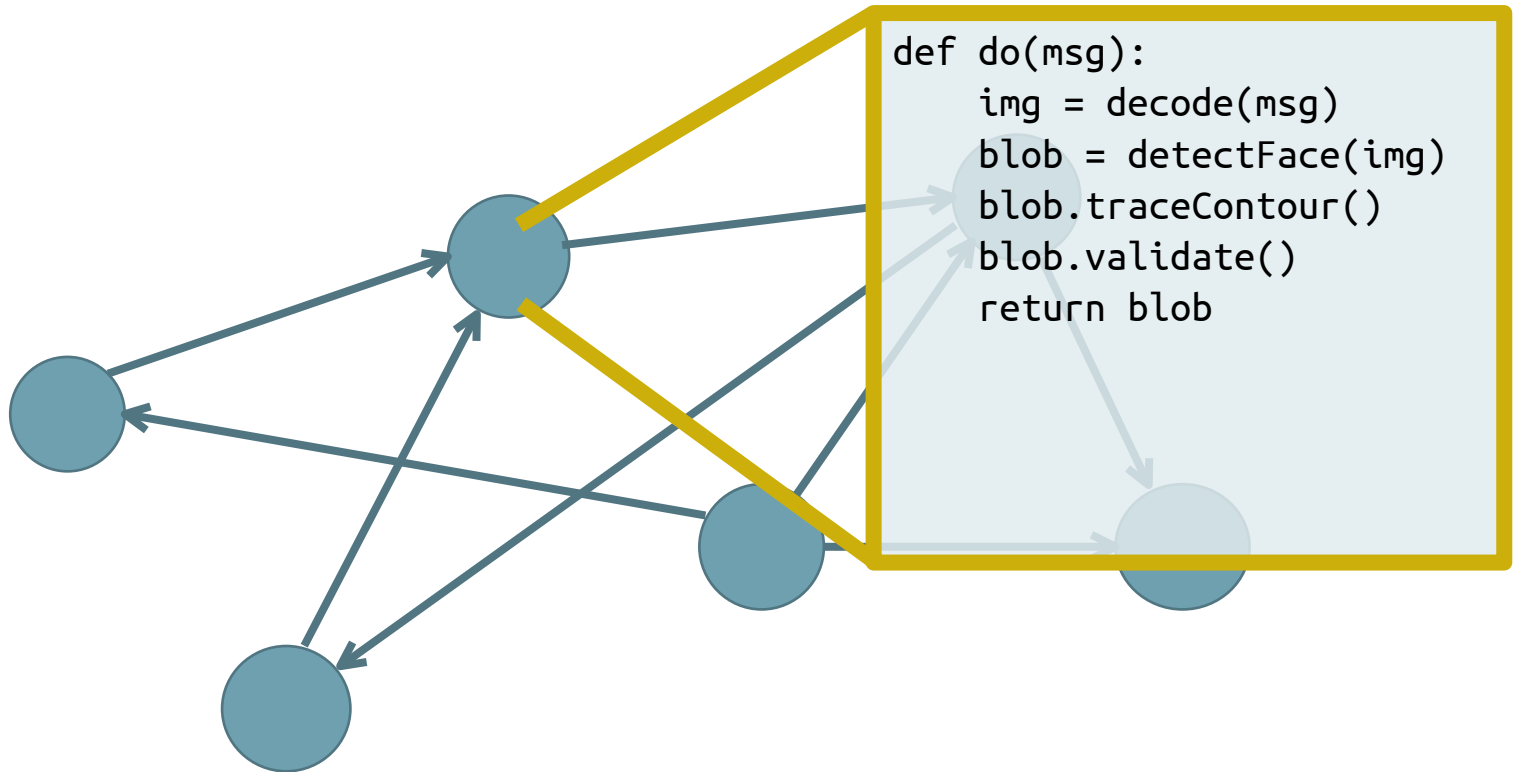 def do(msg):
    img = decode(msg)
    blob = detectFace(img)
    blob.traceContour()
    blob.validate()
    return blob